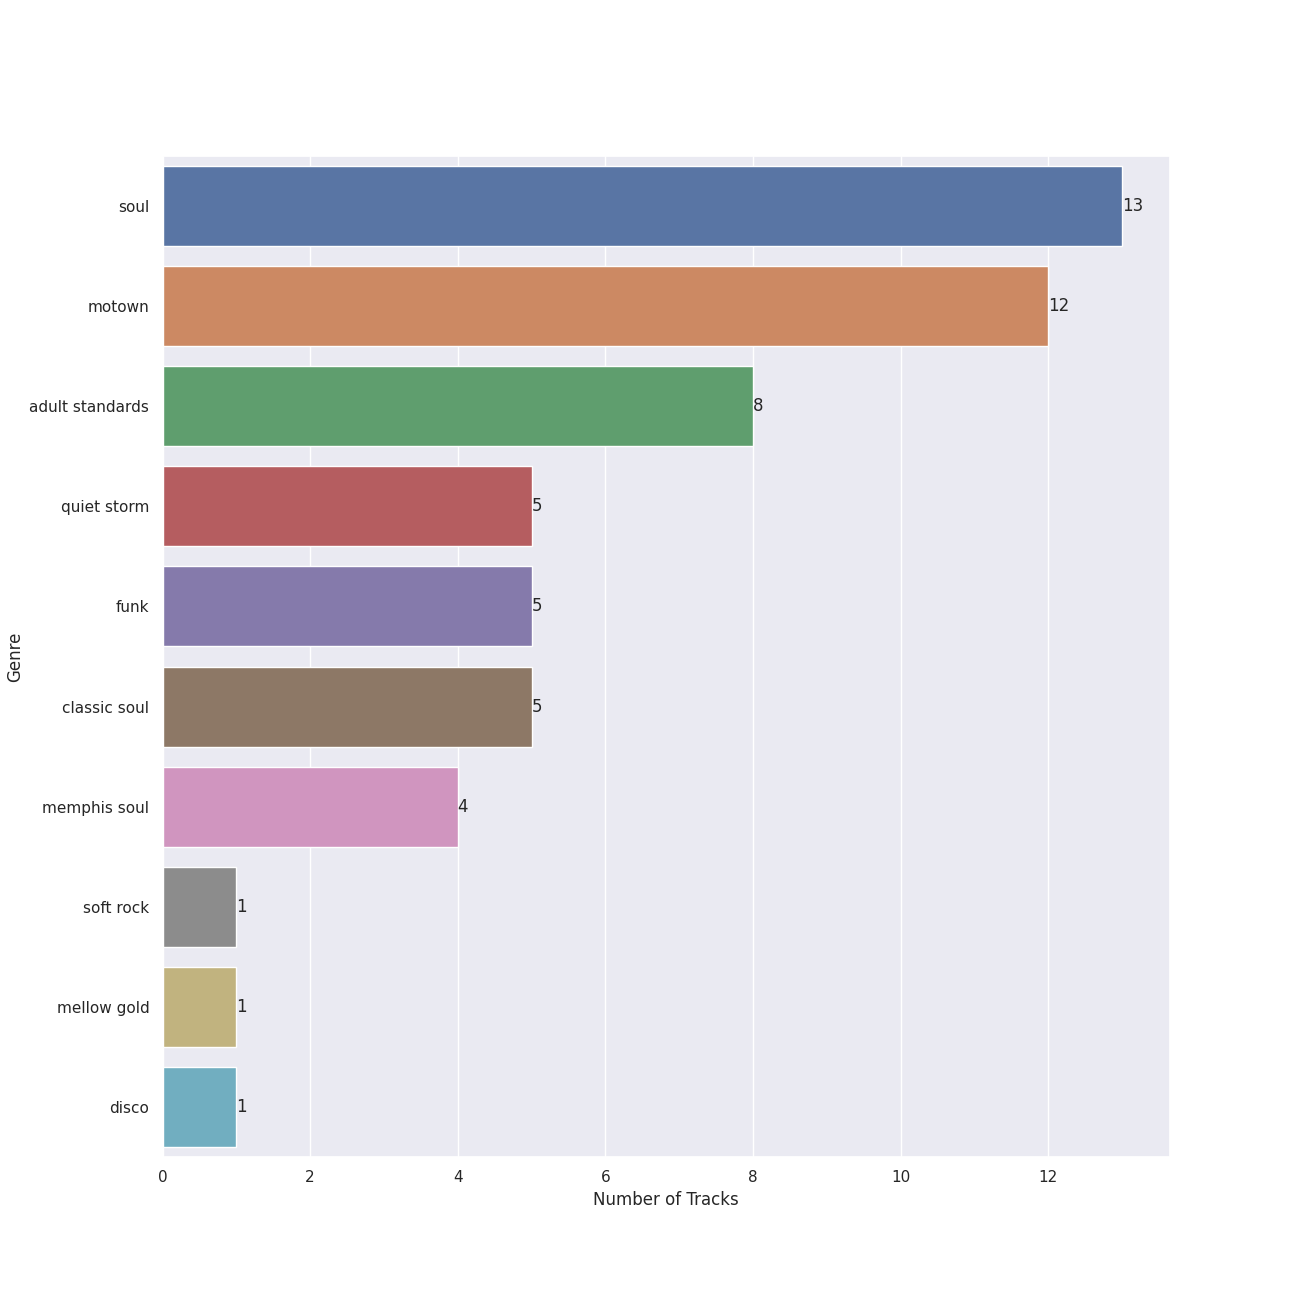 soul
13
motown
12
adult standards
8
quiet storm
5
funk
5
classic soul
5
memphis soul
4
soft rock
1
mellow gold
1
disco
1
Genre
0 2 4 6 8 10 12
Number of Tracks